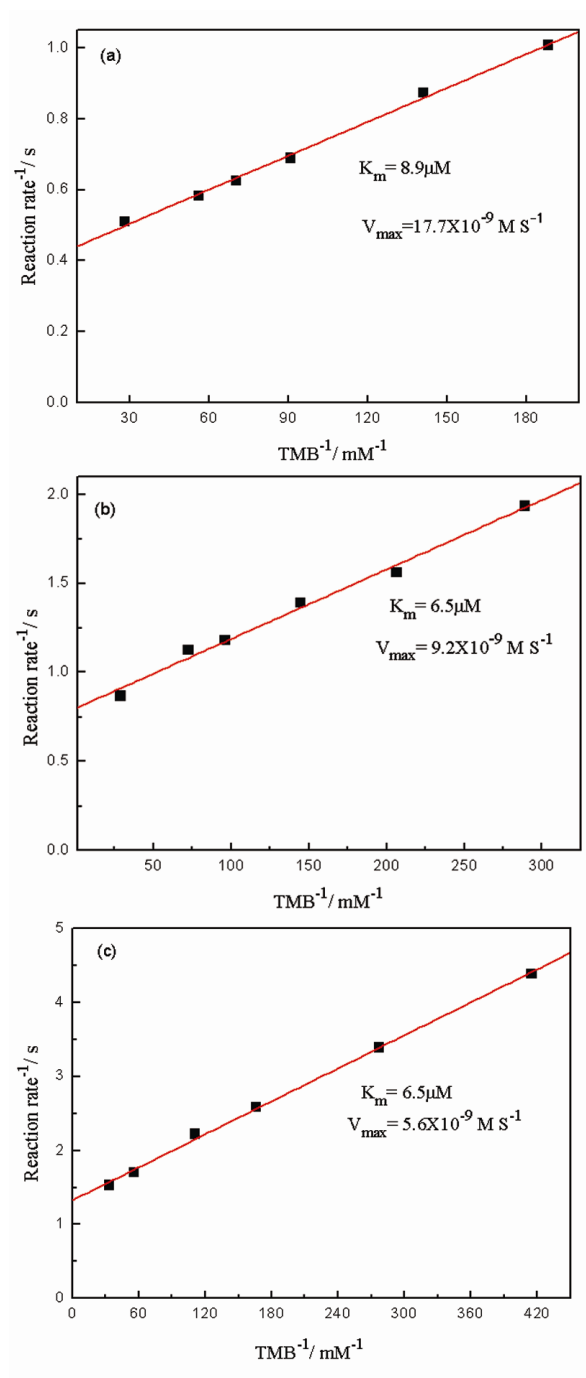 (a)
1.0
0.8
0.6
0.4
0.2
0.0
Reaction rate⁻¹/ s
Kₘ= 8.9μM
Vₘₐₓ=17.7X10⁻⁹ M S⁻¹
30 60 90 120 150 180
TMB⁻¹/ mM⁻¹
(b)
2.0
1.5
1.0
0.5
0.0
Reaction rate⁻¹/ s
Kₘ= 6.5μM
Vₘₐₓ= 9.2X10⁻⁹ M S⁻¹
50 100 150 200 250 300
TMB⁻¹/ mM⁻¹
(c)
5
4
3
2
1
0
Reaction rate⁻¹/ s
Kₘ= 6.5μM
Vₘₐₓ= 5.6X10⁻⁹ M S⁻¹
0 60 120 180 240 300 360 420
TMB⁻¹/ mM⁻¹